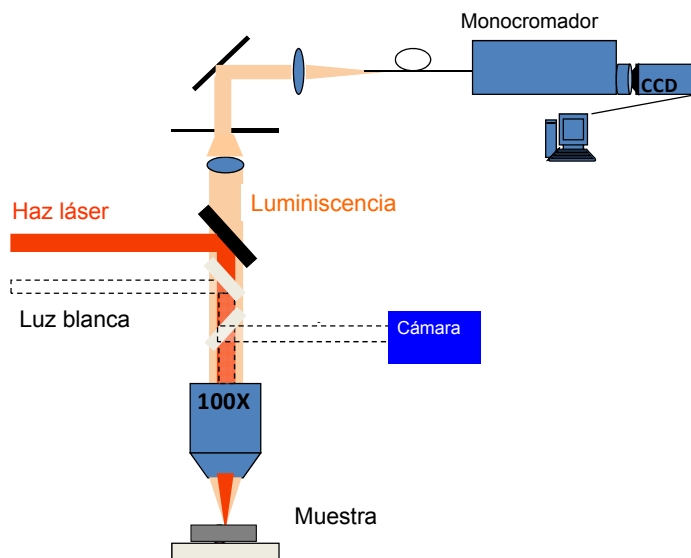 Monocromador
CCD
Luminiscencia
Haz láser
Luz blanca
Cámara
100X
Muestra